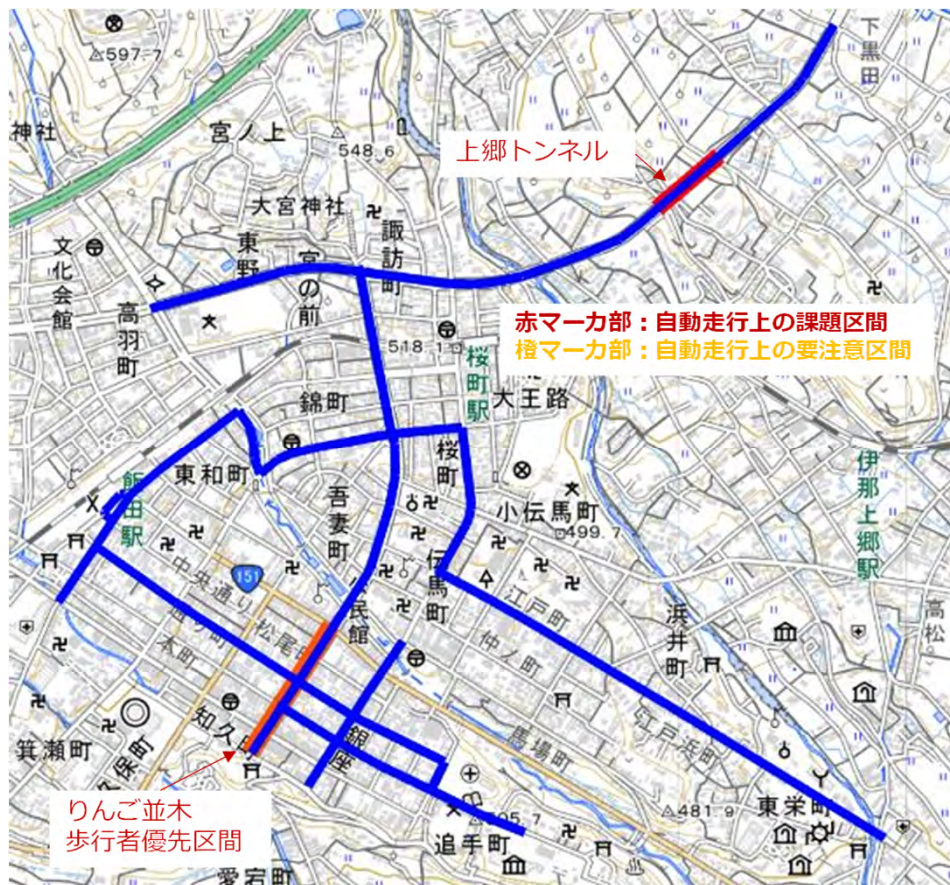 下黒田
597.7
神社
宮ノ上
548.6
上郷トンネル
大宮神社
諏訪町
文化会館
東野
宮の前
高羽町
赤マーカ部：自動走行上の課題区間
橙マーカ部：自動走行上の要注意区間
518.1
桜町駅
錦町
大王路
桜町
東和町
飯田駅
伊那上郷駅
吾妻町
小伝馬町
499.7
伝馬町
151
中央通り
江戸町
浜井町
高松
民館
松尾町
本町
仲ノ町
知久町
江戸浜町
箕瀬町
銀座
馬場町
481.9
東栄町
りんご並木
歩行者優先区間
追手町
愛宕町